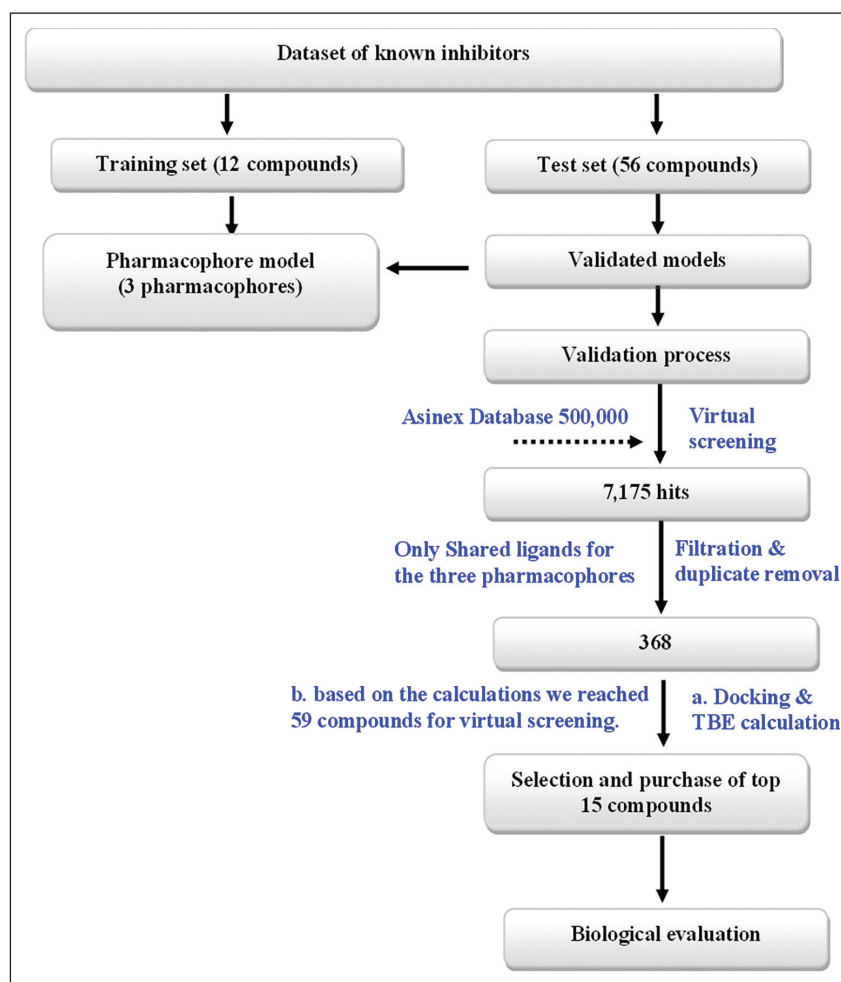 Dataset of known inhibitors
Training set (12 compounds)
Test set (56 compounds)
Pharmacophore model
(3 pharmacophores)
Validated models
Validation process
Asinex Database 500,000
Virtual
screening
7,175 hits
Only Shared ligands for
the three pharmacophores
Filtration &
duplicate removal
368
b. based on the calculations we reached
59 compounds for virtual screening.
a. Docking &
TBE calculation
Selection and purchase of top
15 compounds
Biological evaluation